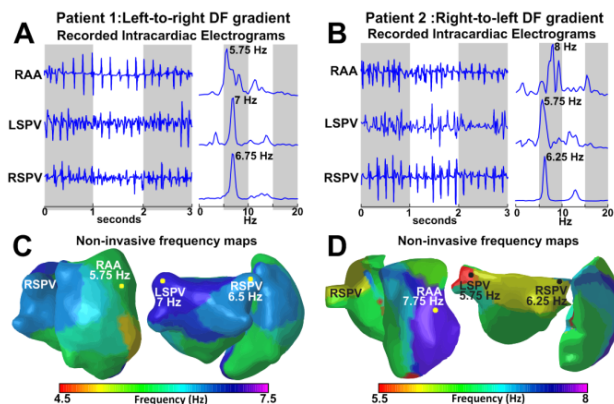 Patient 1:Left-to-right DF gradient
A Recorded Intracardiac Electrograms
RAA
5.75 Hz
LSPV
7 Hz
RSPV
6.75 Hz
0 1 2 3 0 10 20
seconds Hz
Patient 2 :Right-to-left DF gradient
B Recorded Intracardiac Electrograms
RAA
8 Hz
LSPV
5.75 Hz
RSPV
6.25 Hz
0 1 2 3 0 10 20
seconds Hz
C Non-invasive frequency maps
RSPV
RAA
5.75 Hz
LSPV
7 Hz
RSPV
6.5 Hz
4.5 Frequency (Hz) 7.5
Non-invasive frequency maps D
RSPV
RAA
7.75 Hz
LSPV
5.75 Hz
RSPV
6.25 Hz
5.5 Frequency (Hz) 8